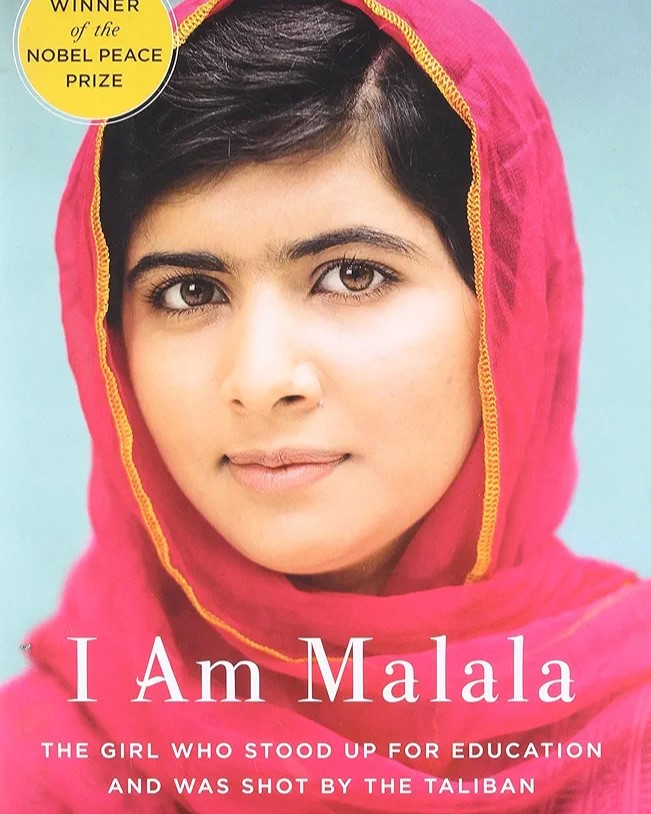 WINNER
of the
NOBEL PEACE
PRIZE
I Am Malala
THE GIRL WHO STOOD UP FOR EDUCATION
AND WAS SHOT BY THE TALIBAN